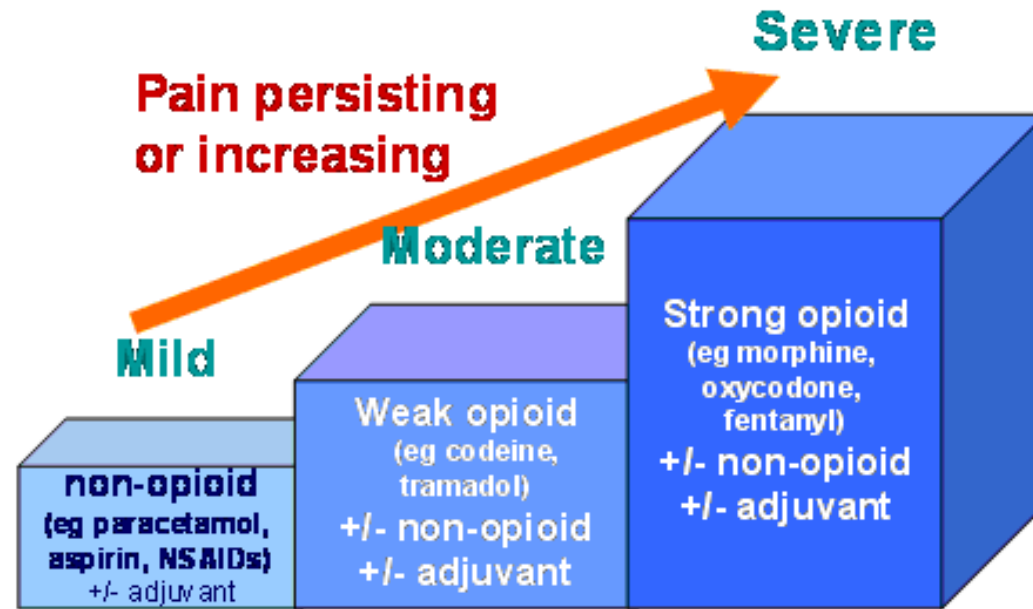 Severe
Pain persisting
or increasing
Moderate
Mild
non-opioid
(eg paracetamol,
aspirin, NSAIDs)
+/- adjuvant
Weak opioid
(eg codeine,
tramadol)
+/- non-opioid
+/- adjuvant
Strong opioid
(eg morphine,
oxycodone,
fentanyl)
+/- non-opioid
+/- adjuvant